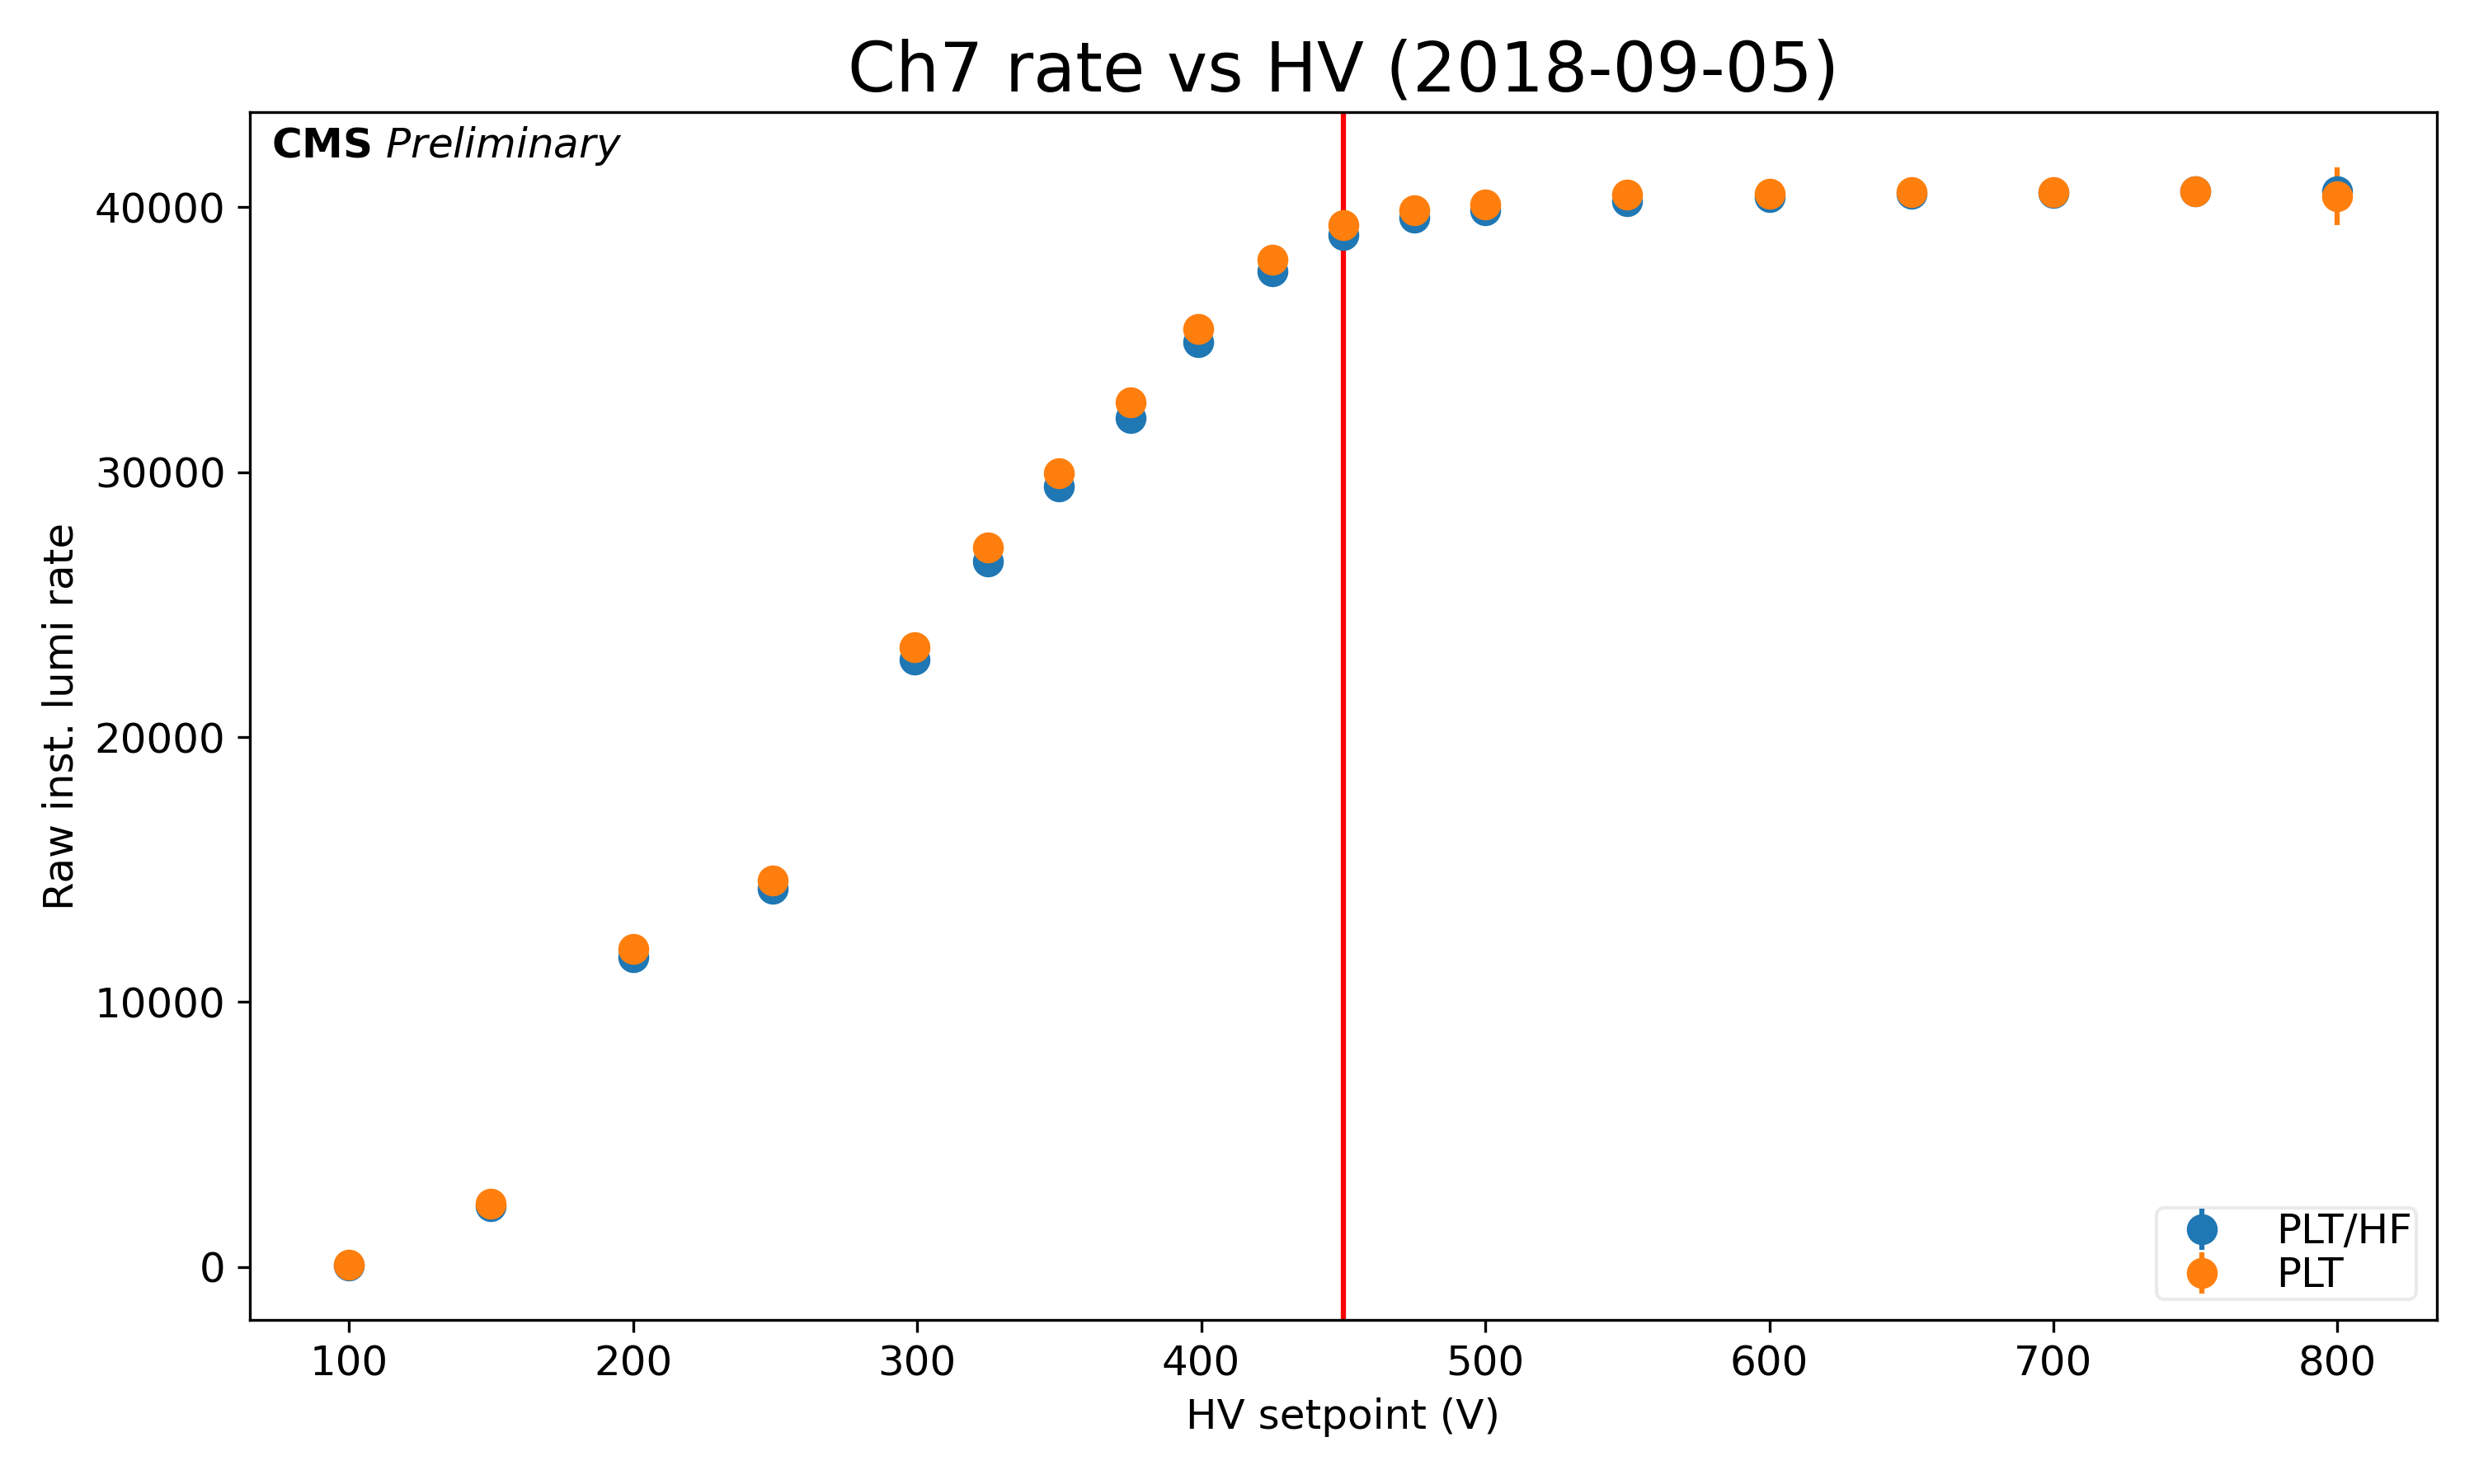 Ch7 rate vs HV (2018-09-05)
CMS Preliminary
Raw inst. lumi rate
40000
30000
20000
10000
0
100 200 300 400 500 600 700 800
HV setpoint (V)
PLT/HF
PLT